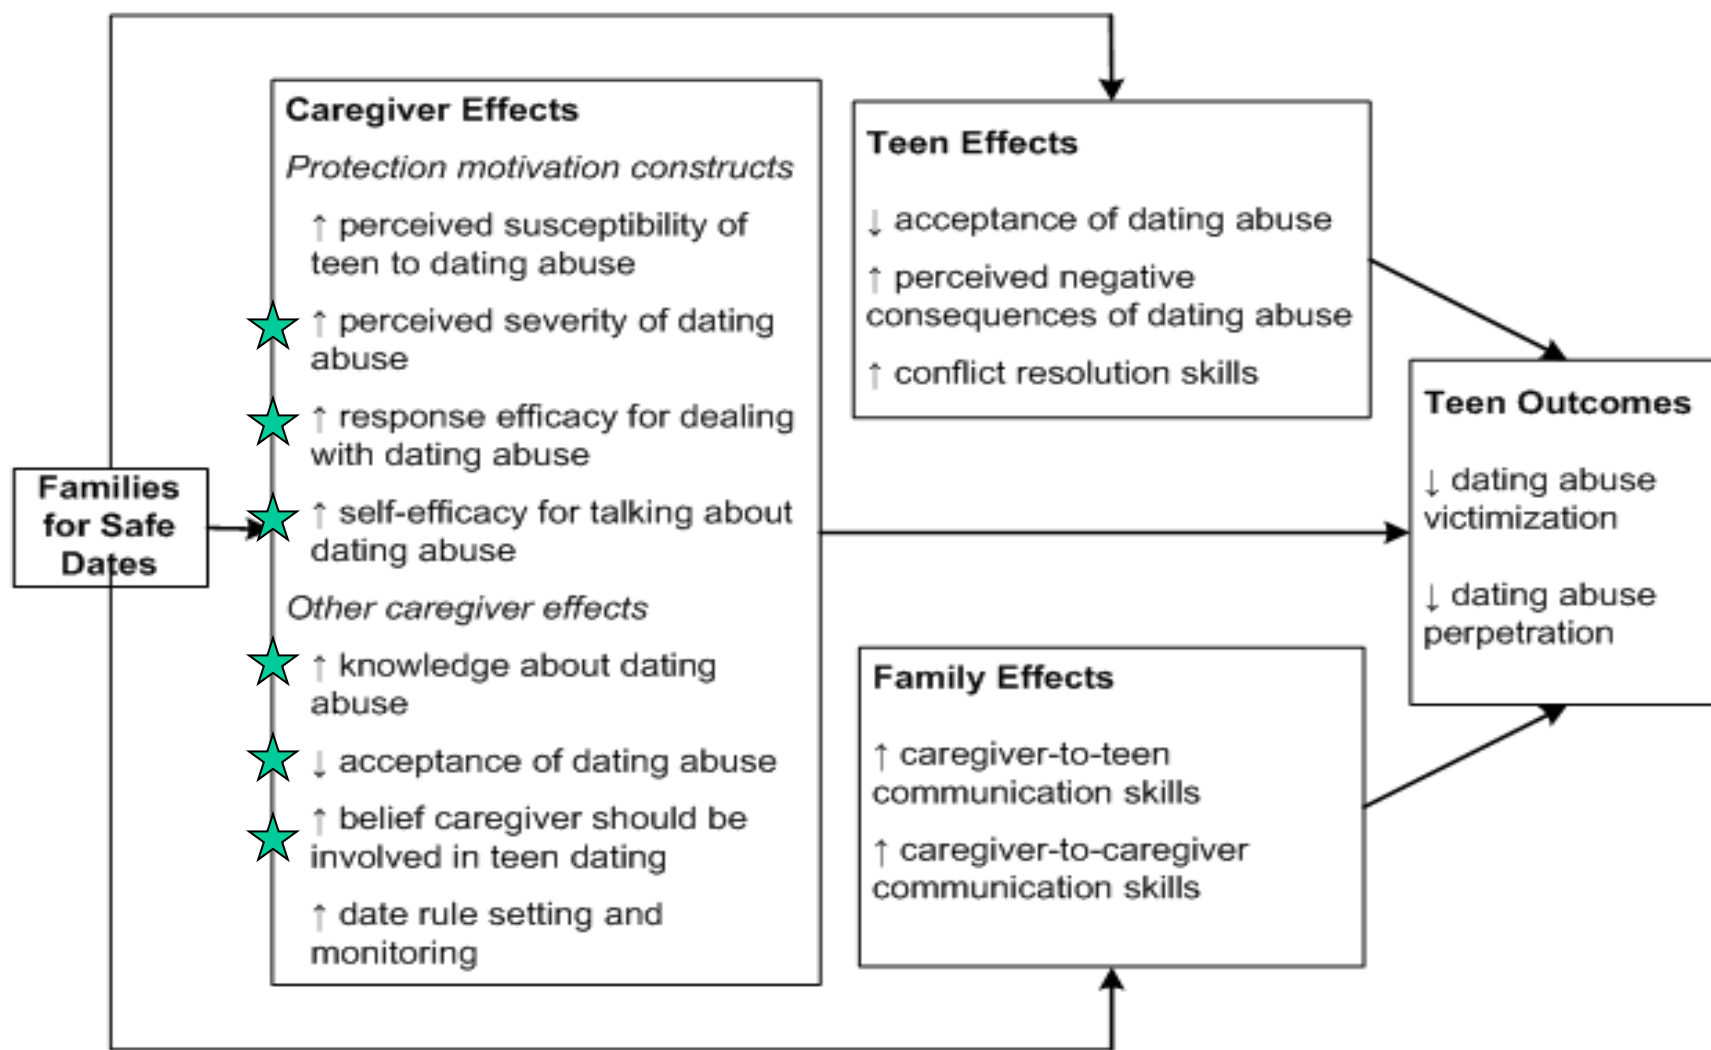 Families
for Safe
Dates
Caregiver Effects
Protection motivation constructs
↑ perceived susceptibility of
teen to dating abuse
↑ perceived severity of dating
abuse
↑ response efficacy for dealing
with dating abuse
↑ self-efficacy for talking about
dating abuse
Other caregiver effects
↑ knowledge about dating
abuse
↓ acceptance of dating abuse
↑ belief caregiver should be
involved in teen dating
↑ date rule setting and
monitoring
Teen Effects
↓ acceptance of dating abuse
↑ perceived negative
consequences of dating abuse
↑ conflict resolution skills
Family Effects
↑ caregiver-to-teen
communication skills
↑ caregiver-to-caregiver
communication skills
Teen Outcomes
↓ dating abuse
victimization
↓ dating abuse
perpetration